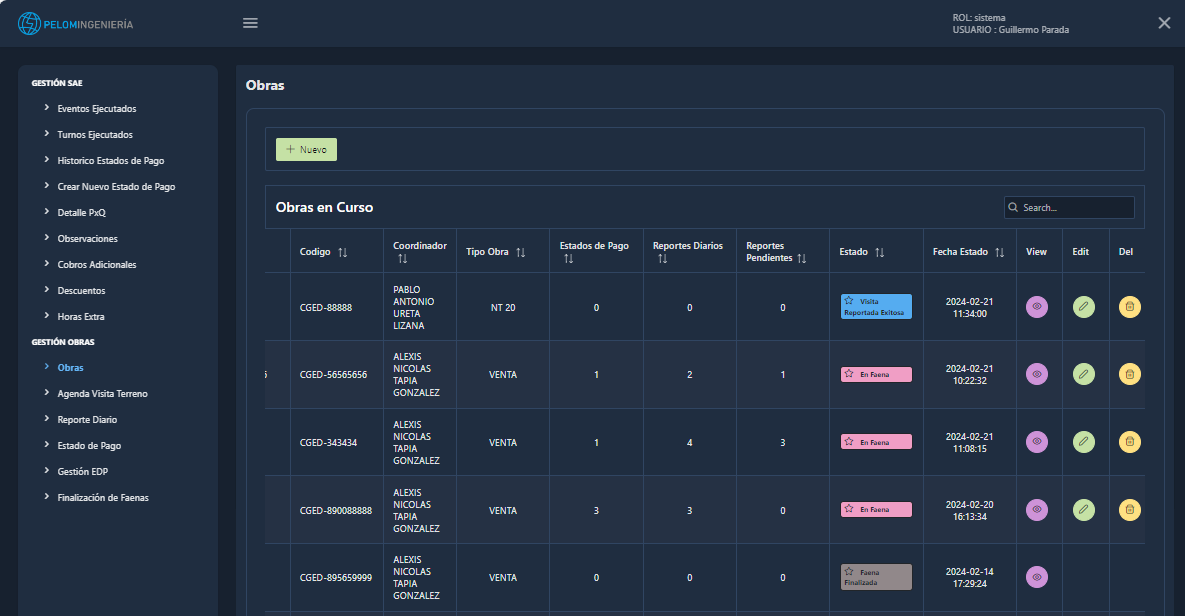 PELOMINGENIERÍA
ROL: sistema
USUARIO : Guillermo Parada
GESTIÓN SAE
Eventos Ejecutados
Turnos Ejecutados
Historico Estados de Pago
Crear Nuevo Estado de Pago
Detalle PxQ
Observaciones
Cobros Adicionales
Descuentos
Horas Extra
GESTIÓN OBRAS
Obras
Agenda Visita Terreno
Reporte Diario
Estado de Pago
Gestión EDP
Finalización de Faenas
Obras
Nuevo
Obras en Curso
Search...
Codigo
Coordinador
Tipo Obra
Estados de Pago
Reportes Diarios
Reportes
Pendientes
Estado
Fecha Estado
View
Edit
Del
CGED-88888
PABLO
ANTONIO
URETA
LIZANA
NT 20
0
0
0
Visita
Reportada Exitosa
2024-02-21
11:34:00
CGED-56565656
ALEXIS
NICOLAS
TAPIA
GONZALEZ
VENTA
1
2
1
En Faena
2024-02-21
10:22:32
CGED-343434
ALEXIS
NICOLAS
TAPIA
GONZALEZ
VENTA
1
4
3
En Faena
2024-02-21
11:08:15
CGED-890088888
ALEXIS
NICOLAS
TAPIA
GONZALEZ
VENTA
3
3
0
En Faena
2024-02-20
16:13:34
CGED-895659999
ALEXIS
NICOLAS
TAPIA
GONZALEZ
VENTA
0
0
0
Faena
Finalizada
2024-02-14
17:29:24